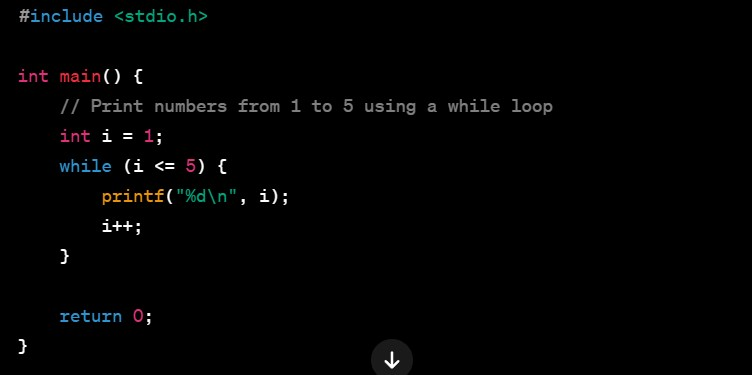 #include <stdio.h>
int main() {
    // Print numbers from 1 to 5 using a while loop
    int i = 1;
    while (i <= 5) {
        printf("%d\n", i);
        i++;
    }
    return 0;
}